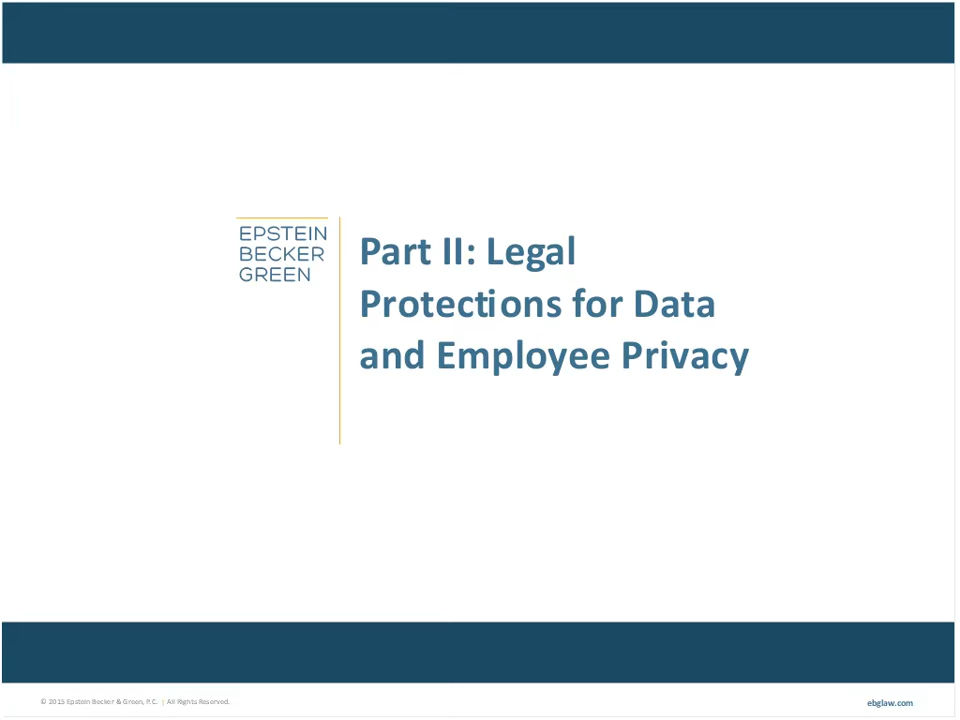 EPSTEIN
BECKER
GREEN
Part II: Legal
Protections for Data
and Employee Privacy
© 2015 Epstein Becker & Green, P.C. | All Rights Reserved.
ebglaw.com